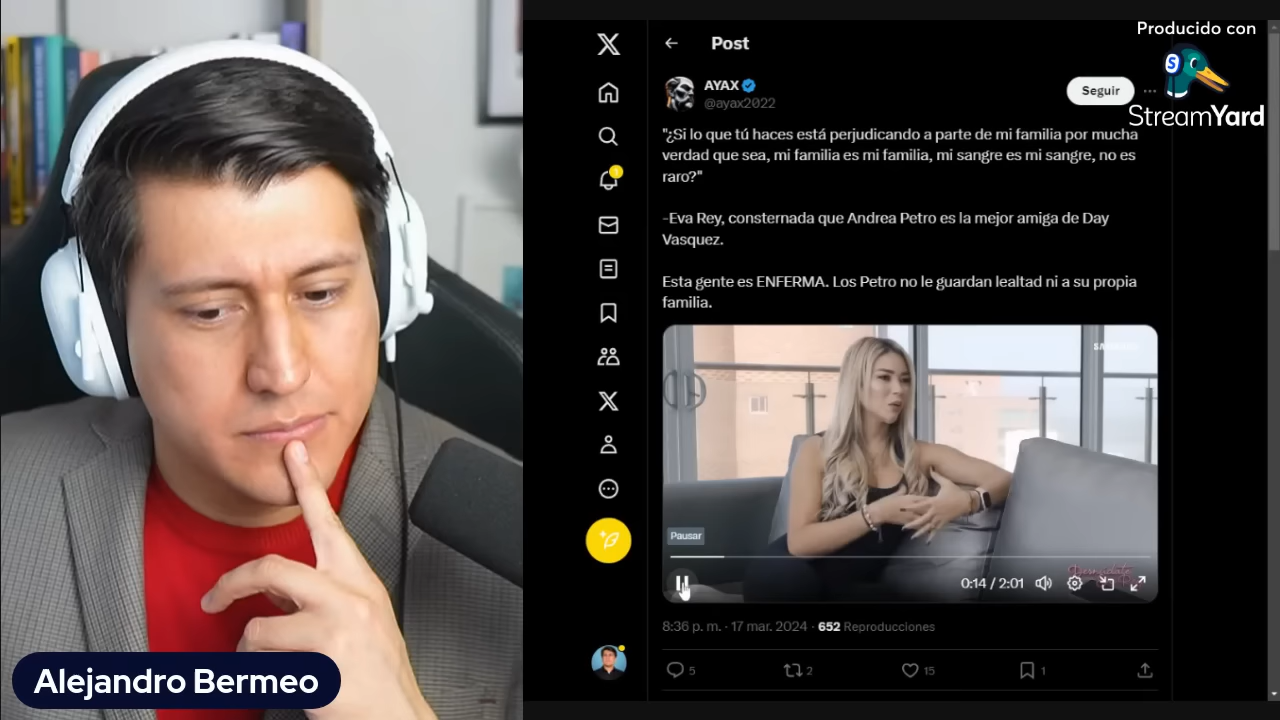 Producido con
StreamYard
Post
AYAX
@ayax2022
Seguir
"¿Si lo que tú haces está perjudicando a parte de mi familia por mucha
verdad que sea, mi familia es mi familia, mi sangre es mi sangre, no es
raro?"
-Eva Rey, consternada que Andrea Petro es la mejor amiga de Day
Vasquez.
Esta gente es ENFERMA. Los Petro no le guardan lealtad ni a su propia
familia.
Pausar
0:14 / 2:01
8:36 p. m. · 17 mar. 2024 · 652 Reproducciones
5
2
15
1
Alejandro Bermeo